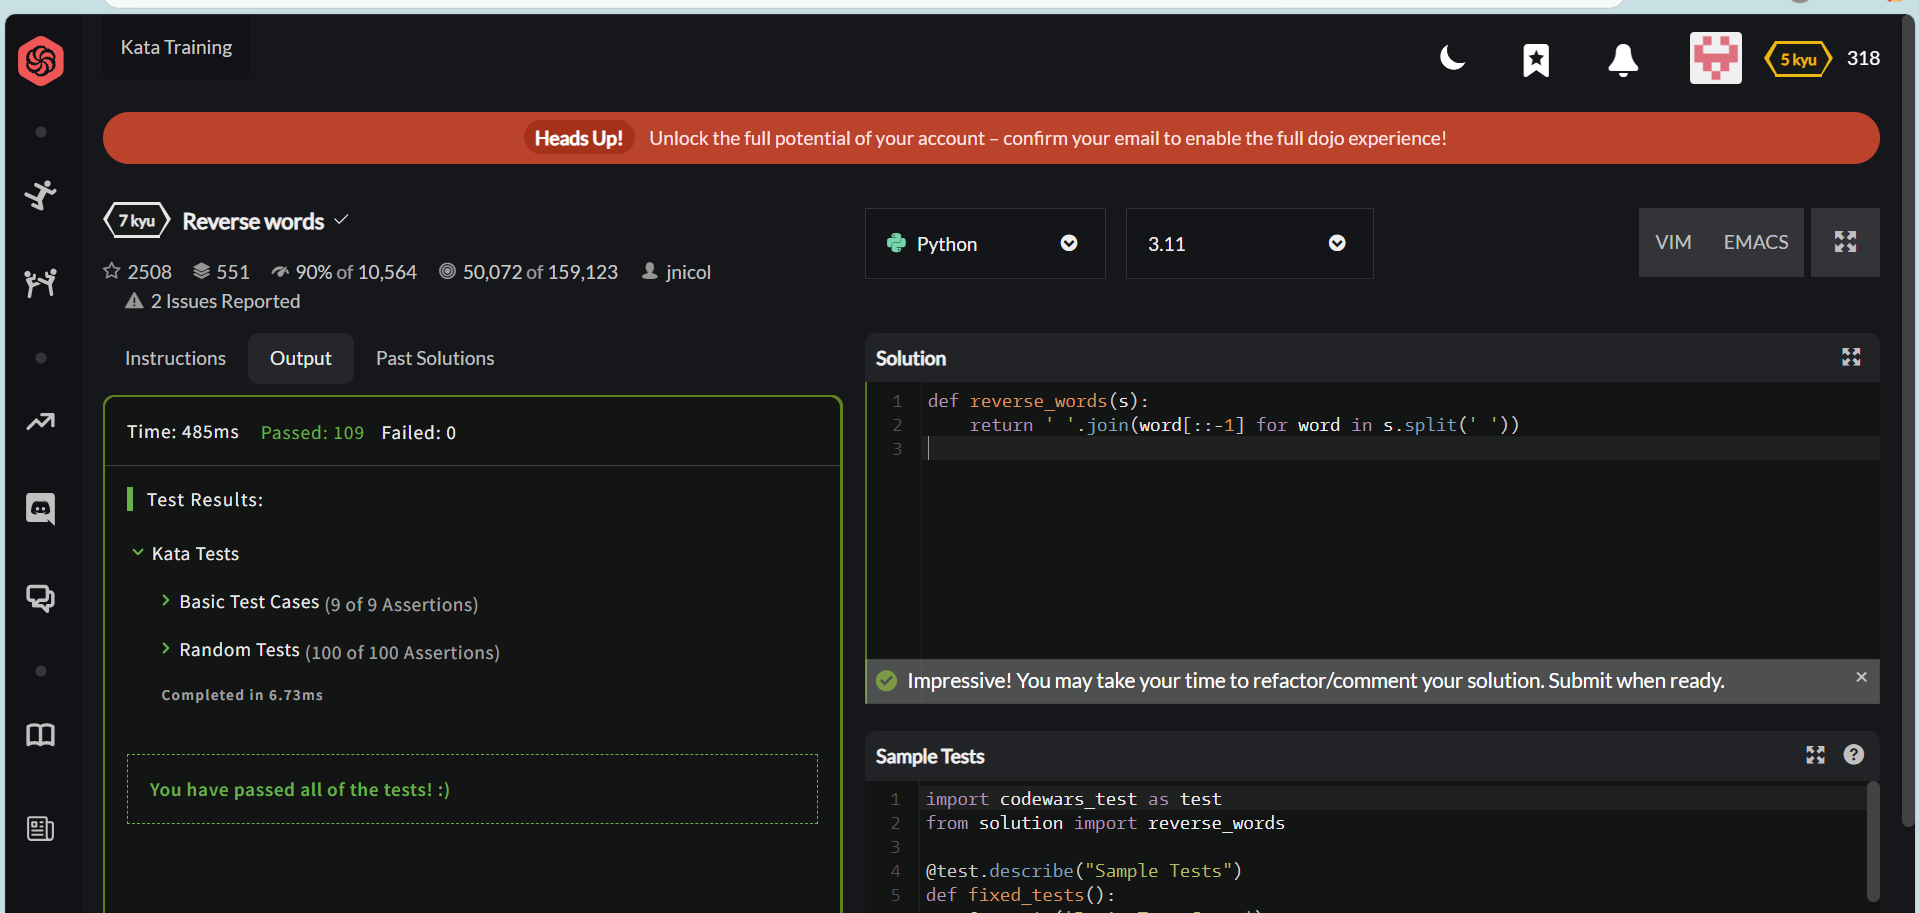 Kata Training
5 kyu 318
Heads Up! Unlock the full potential of your account – confirm your email to enable the full dojo experience!
7 kyu Reverse words
2508 551 90% of 10,564 50,072 of 159,123 jnicol
2 Issues Reported
Python 3.11 VIM EMACS
Instructions Output Past Solutions
Time: 485ms Passed: 109 Failed: 0
Test Results:
Kata Tests
Basic Test Cases (9 of 9 Assertions)
Random Tests (100 of 100 Assertions)
Completed in 6.73ms
You have passed all of the tests! :)
Solution
1 def reverse_words(s):
2     return ' '.join(word[::-1] for word in s.split(' '))
3
Impressive! You may take your time to refactor/comment your solution. Submit when ready.
Sample Tests
1 import codewars_test as test
2 from solution import reverse_words
3
4 @test.describe("Sample Tests")
5 def fixed_tests():